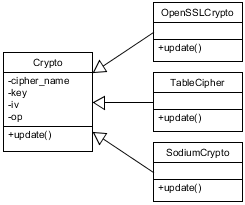 OpenSSLCrypto
+update()
Crypto
-cipher_name
-key
-iv
-op
+update()
TableCipher
+update()
SodiumCrypto
+update()